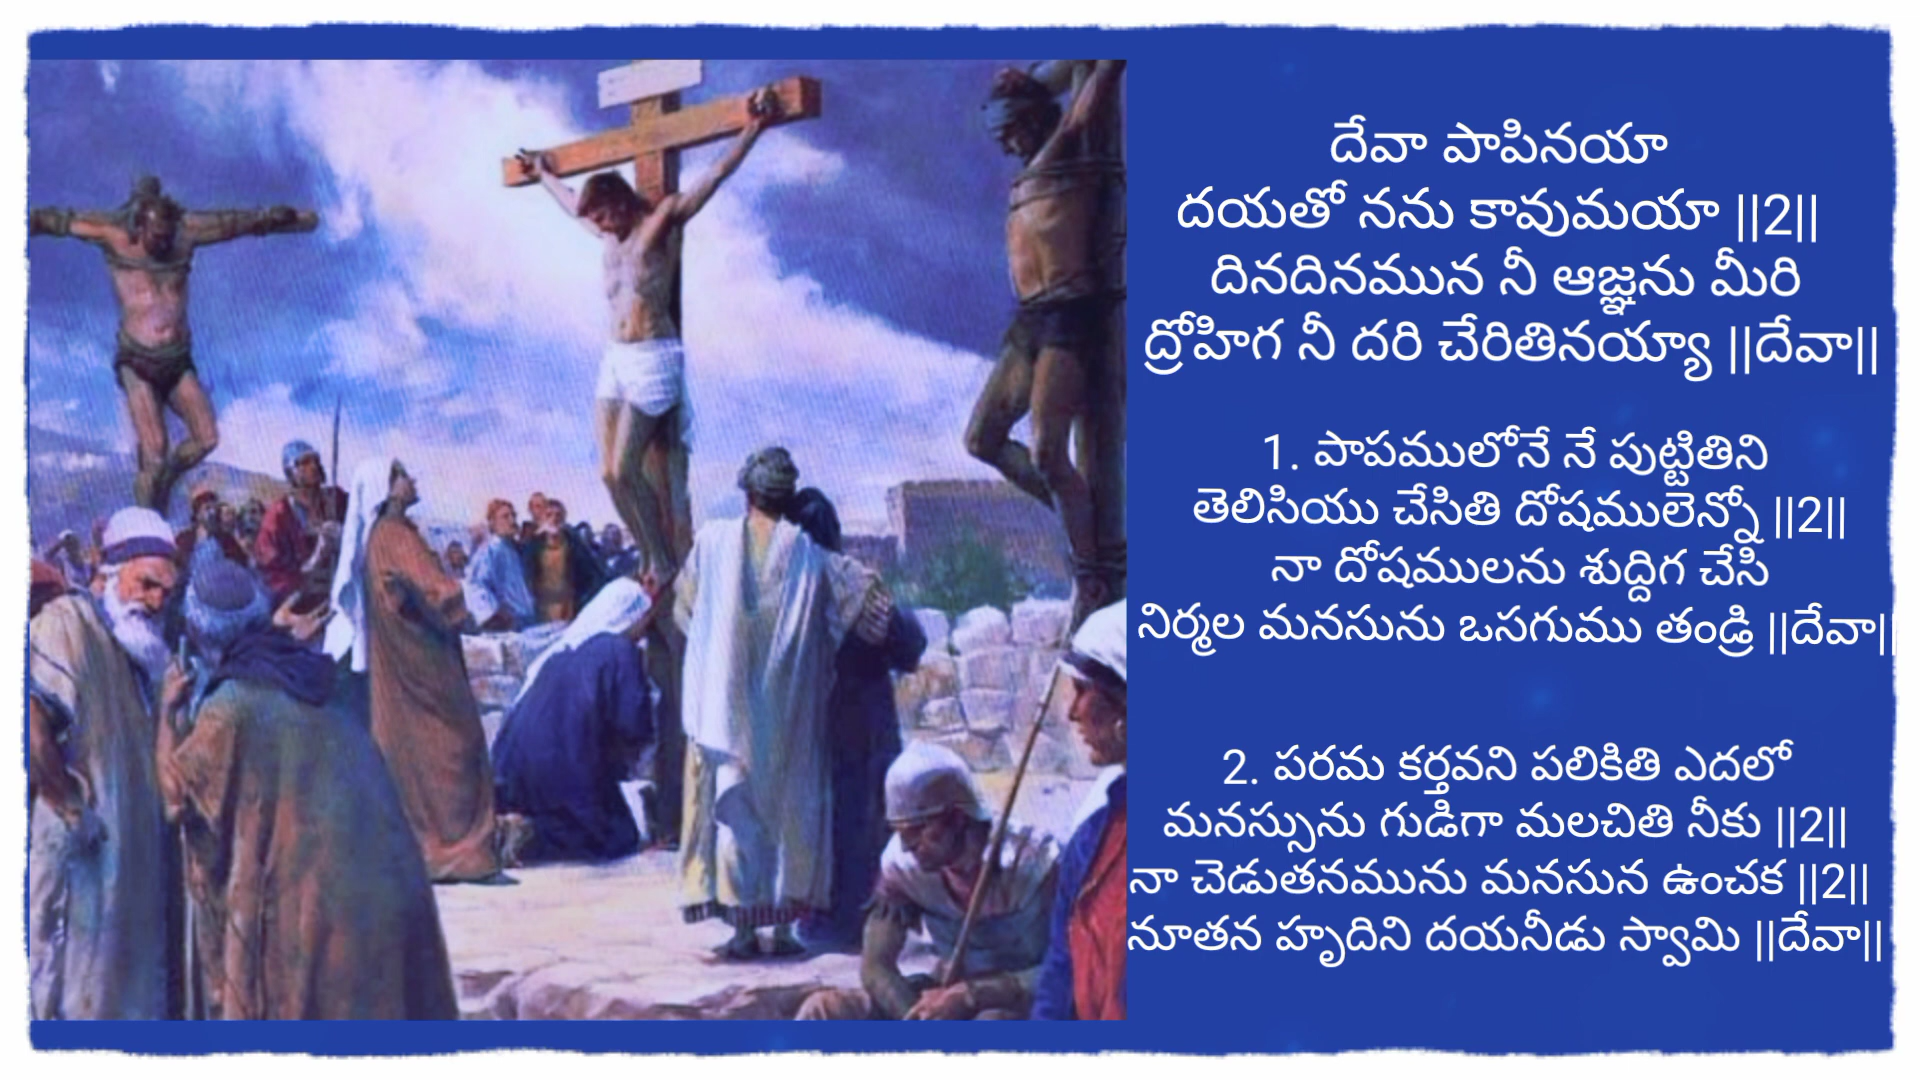 దేవా పాపినయా
దయతో నను కావుమయా ||2||
దినదినమున నీ ఆజ్ఞను మీరి
ద్రోహిగ నీ దరి చేరితినయ్యా ||దేవా||
1. పాపములోనే నే పుట్టితిని
తెలిసియు చేసితి దోషములెన్నో ||2||
నా దోషములను శుద్దిగ చేసి
నిర్మల మనసును ఒసగుము తండ్రి ||దేవా||
2. పరమ కర్తవని పలికితి ఎదలో
మనస్సును గుడిగా మలచితి నీకు ||2||
నా చెడుతనమును మనసున ఉంచక ||2||
నూతన హృదిని దయనీడు స్వామి ||దేవా||